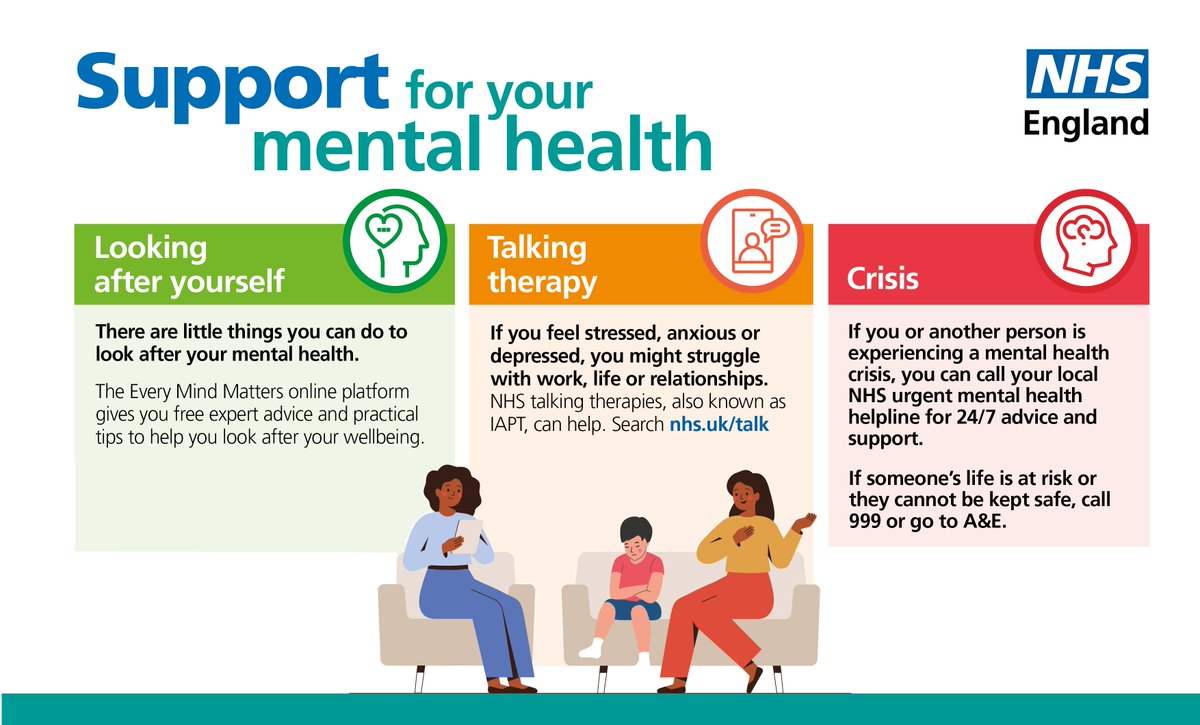 Support for your
mental health
NHS
England
Looking
after yourself
There are little things you can do to
look after your mental health.
The Every Mind Matters online platform
gives you free expert advice and practical
tips to help you look after your wellbeing.
Talking
therapy
If you feel stressed, anxious or
depressed, you might struggle
with work, life or relationships.
NHS talking therapies, also known as
IAPT, can help. Search nhs.uk/talk
Crisis
If you or another person is
experiencing a mental health
crisis, you can call your local
NHS urgent mental health
helpline for 24/7 advice and
support.
If someone’s life is at risk or
they cannot be kept safe, call
999 or go to A&E.